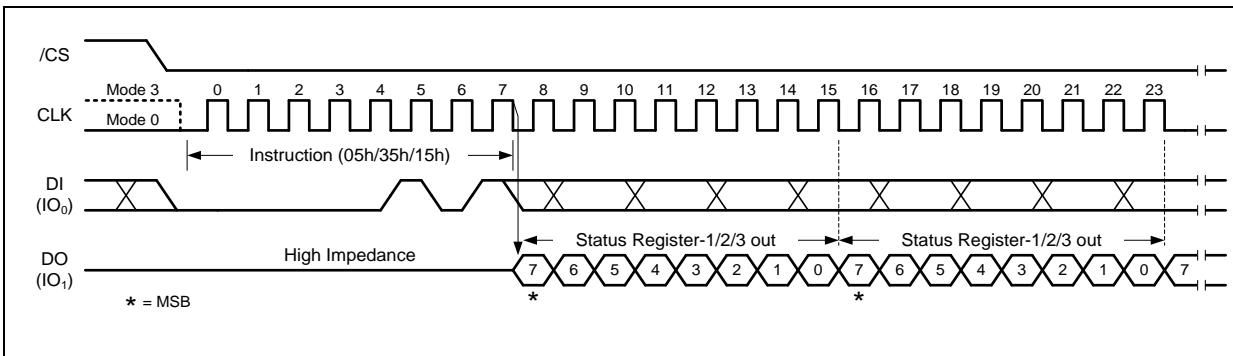 /CS
Mode 3 0 1 2 3 4 5 6 7 8 9 10 11 12 13 14 15 16 17 18 19 20 21 22 23
CLK
Mode 0
Instruction (05h/35h/15h)
DI
(IO₀)
Status Register-1/2/3 out Status Register-1/2/3 out
High Impedance
DO
(IO₁)
7 6 5 4 3 2 1 0 7 6 5 4 3 2 1 0 7
* = MSB * *